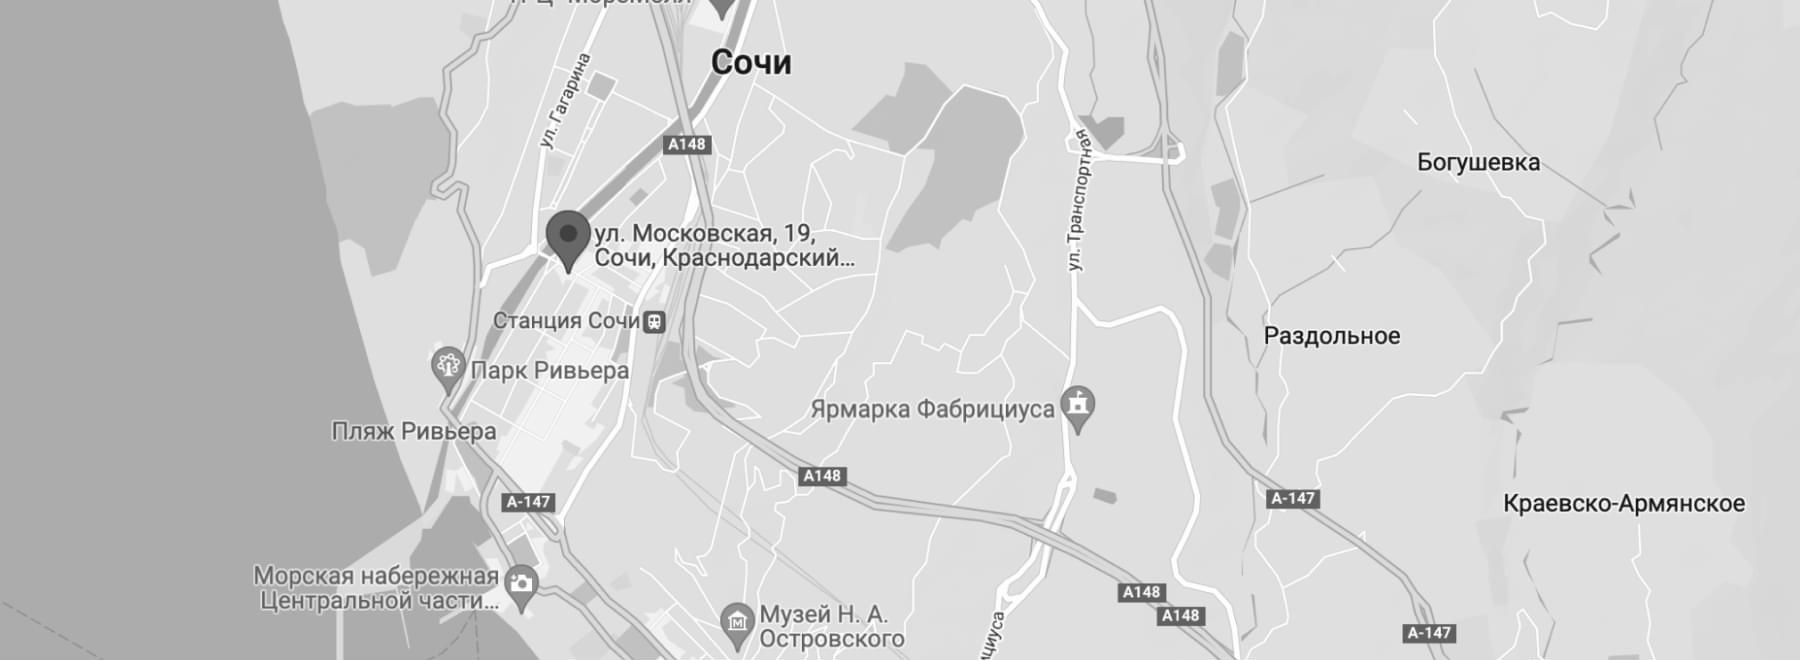 Сочи
ул. Гагарина
A148
ул. Транспортная
Богушевка
ул. Московская, 19,
Сочи, Краснодарский...
Станция Сочи
Раздольное
Парк Ривьера
Ярмарка Фабрициуса
Пляж Ривьера
A148
A-147
A-147
Краевско-Армянское
Морская набережная
Центральной части...
A148
A148
Музей Н. А.
Островского
A-147